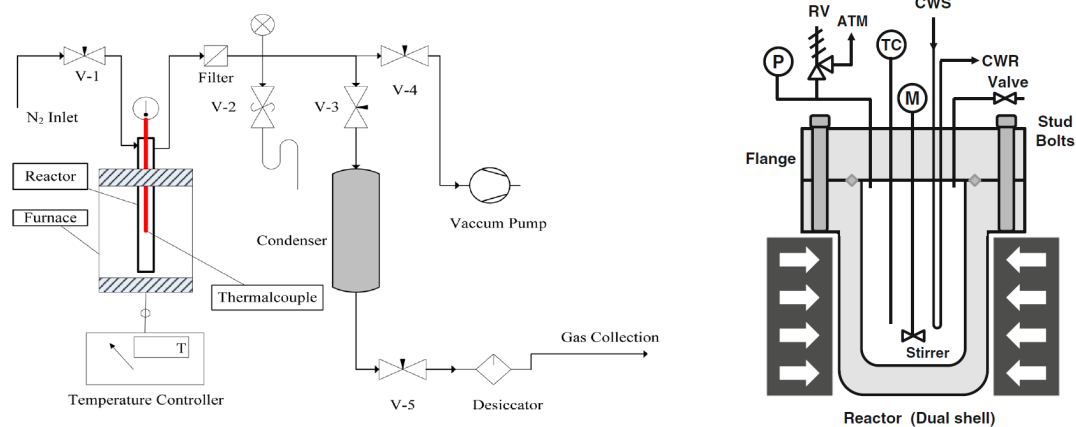 V-1
N₂ Inlet
Filter
V-2
V-3
V-4
Reactor
Furnace
Condenser
Vaccum Pump
Thermalcouple
T
Temperature Controller
V-5
Desiccator
Gas Collection
RV
ATM
CWS
P
TC
CWR
M
Valve
Stud
Bolts
Flange
Stirrer
Reactor (Dual shell)